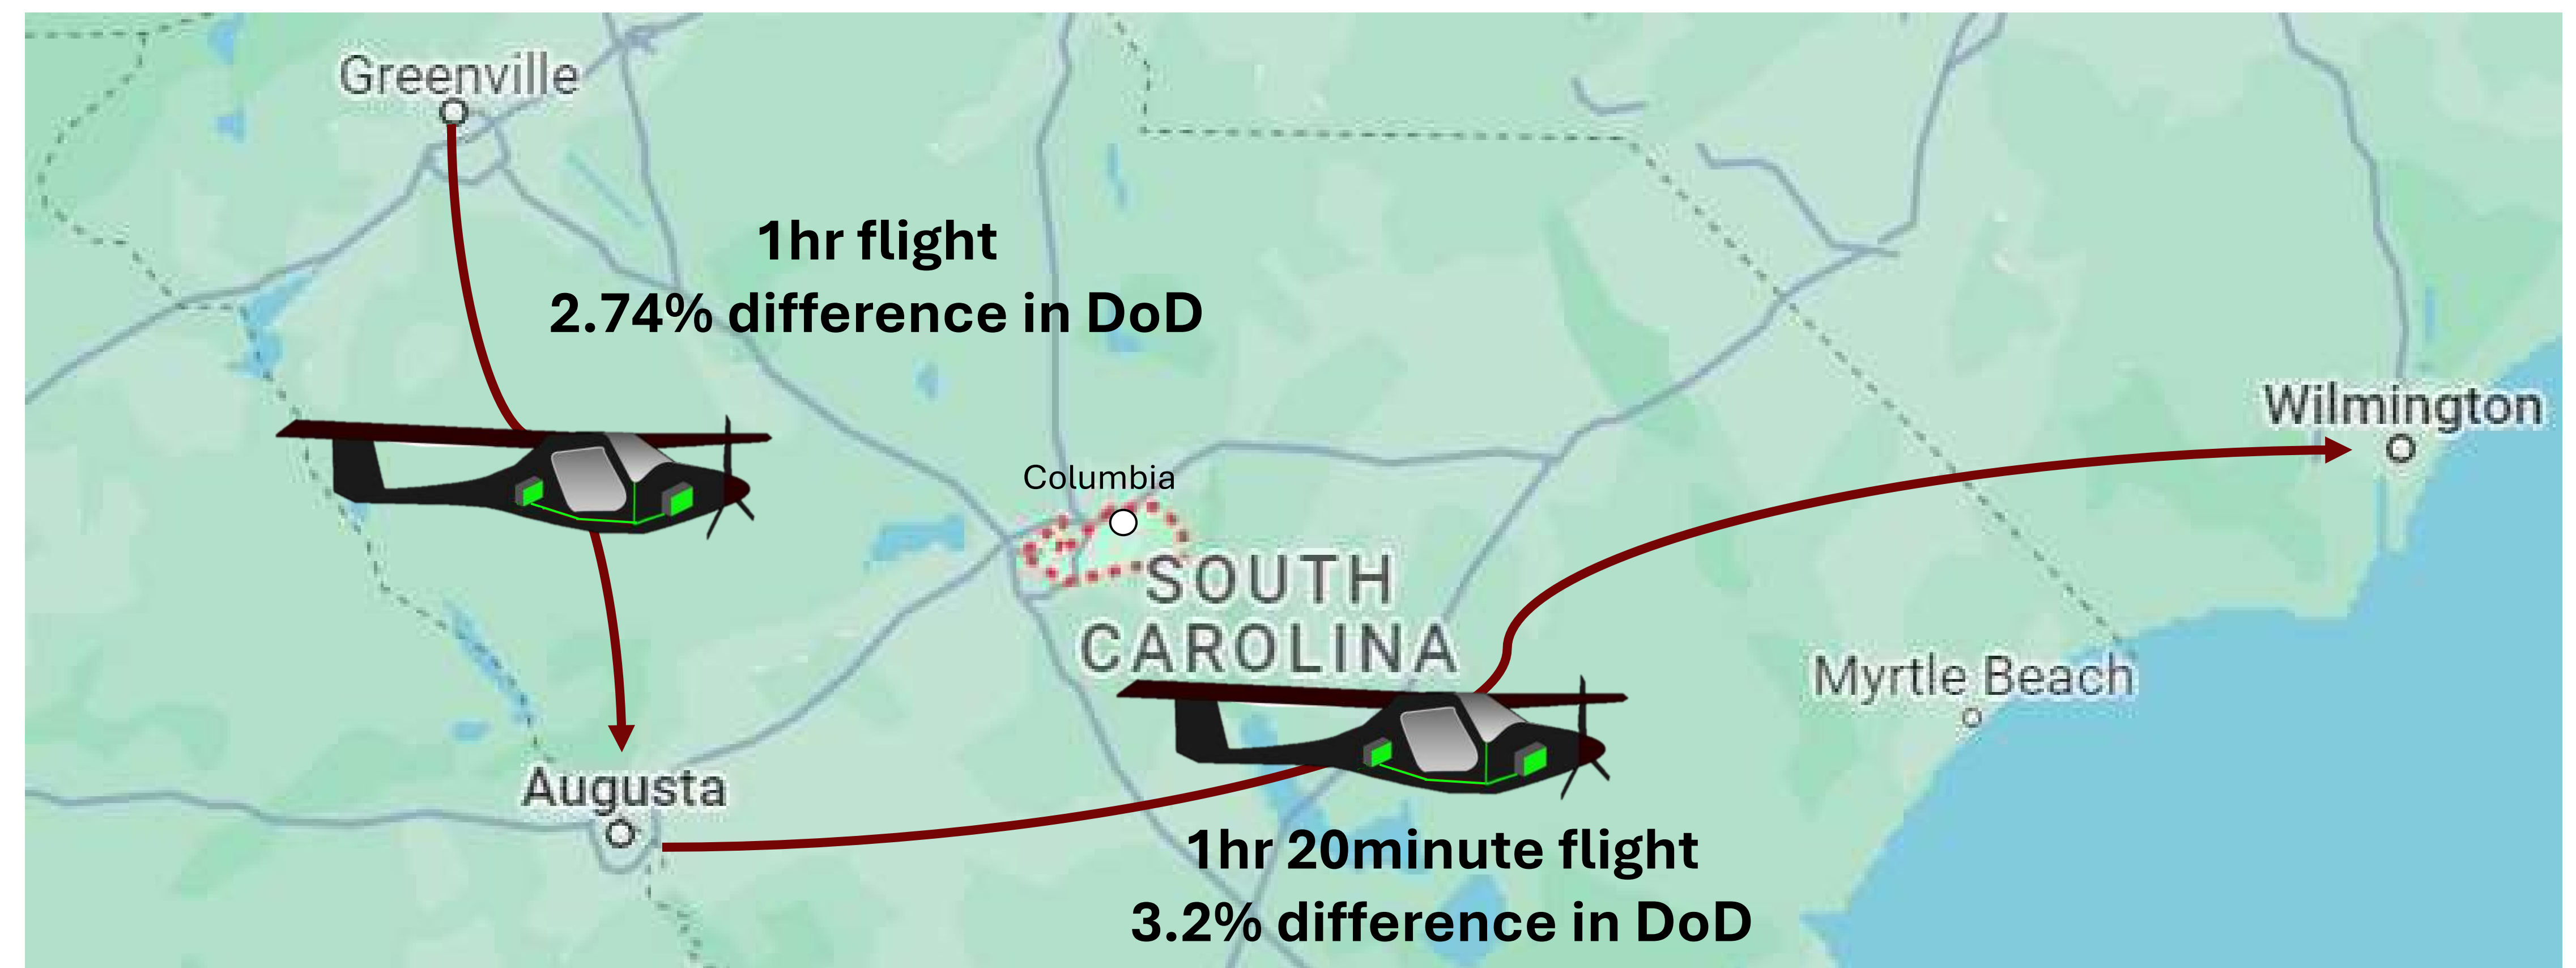 Greenville
1hr flight
2.74% difference in DoD
Wilmington
Columbia
SOUTH
CAROLINA
Myrtle Beach
Augusta
1hr 20minute flight
3.2% difference in DoD